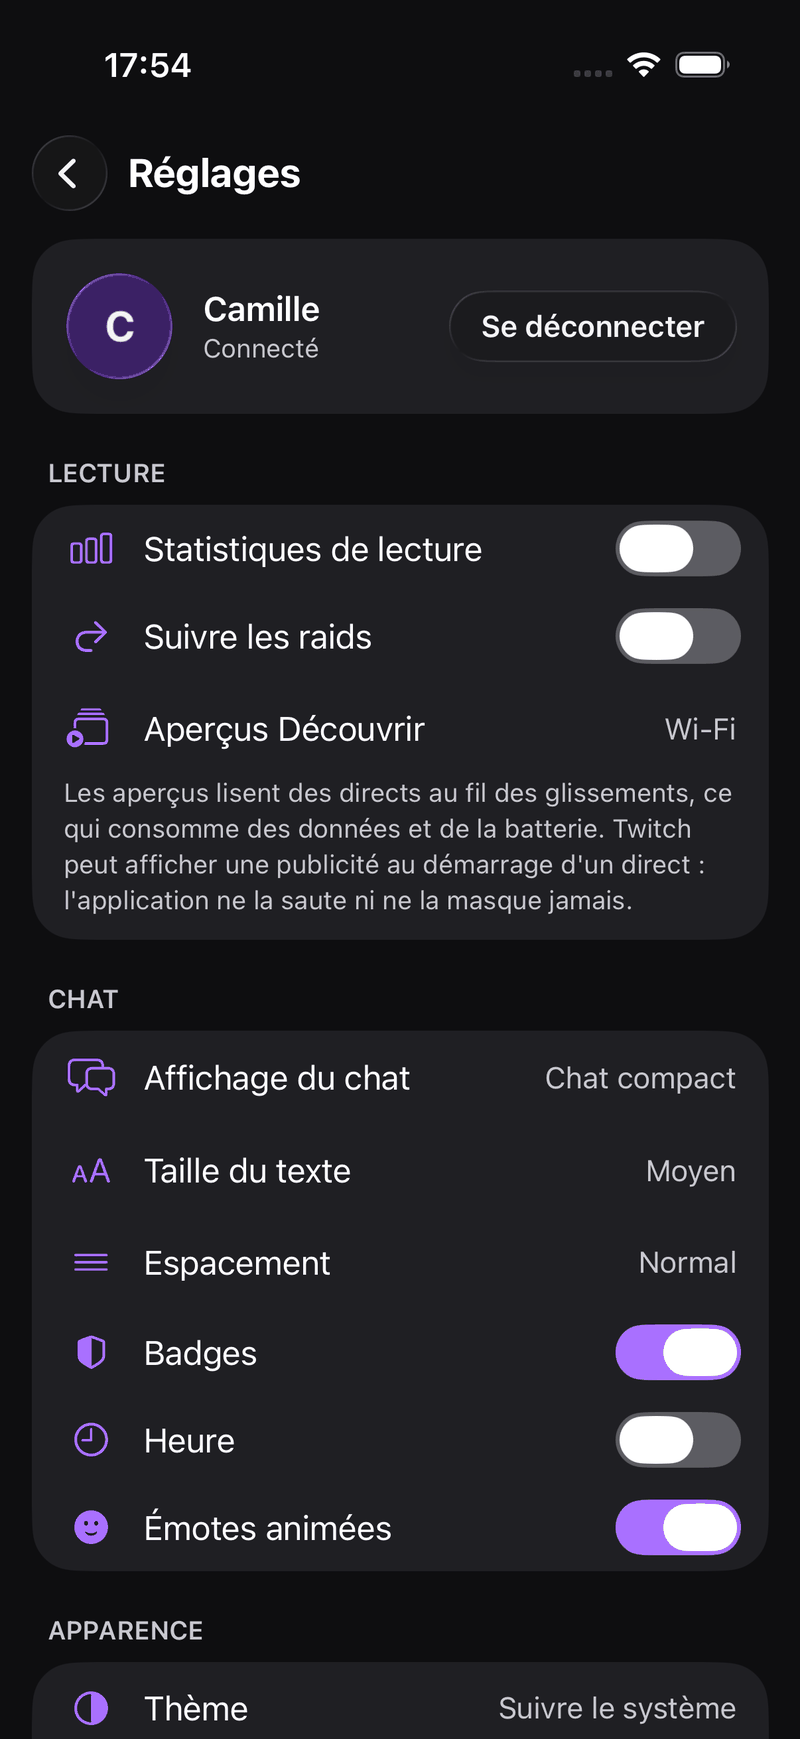 17:54
Réglages
C
Camille
Connecté
Se déconnecter
LECTURE
Statistiques de lecture
Suivre les raids
Aperçus Découvrir
Wi-Fi
Les aperçus lisent des directs au fil des glissements, ce
qui consomme des données et de la batterie. Twitch
peut afficher une publicité au démarrage d'un direct :
l'application ne la saute ni ne la masque jamais.
CHAT
Affichage du chat
Chat compact
AA
Taille du texte
Moyen
Espacement
Normal
Badges
Heure
Émotes animées
APPARENCE
Thème
Suivre le système